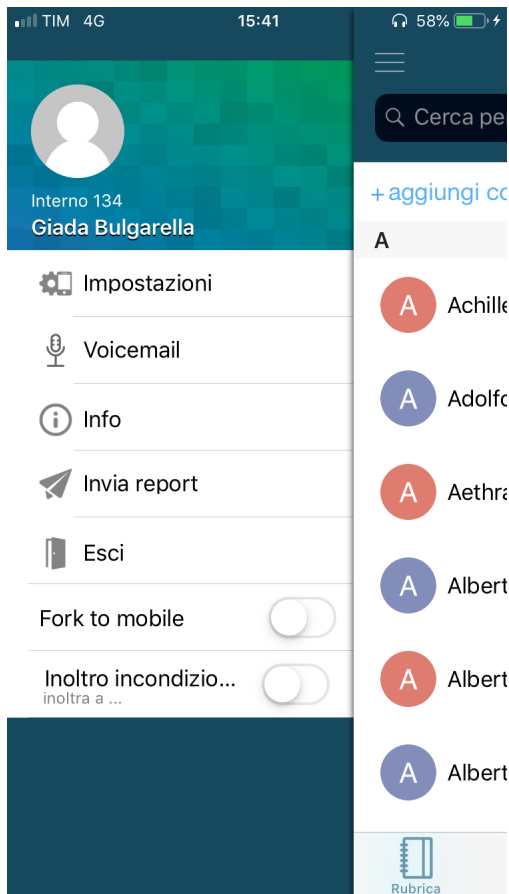 TIM 4G 15:41 58%
Cerca pe
Interno 134
Giada Bulgarella
Impostazioni
Voicemail
Info
Invia report
Esci
Fork to mobile
Inoltro incondizio...
inoltra a ...
+ aggiungi co
A
A Achille
A Adolfo
A Aethra
A Albert
A Albert
A Albert
Rubrica